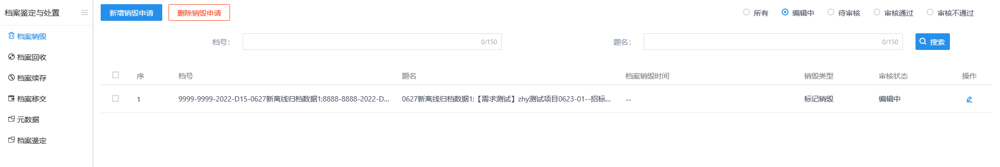 档案鉴定与处置
档案销毁
档案回收
档案续存
档案移交
元数据
档案鉴定
新增销毁申请 删除销毁申请 所有 编辑中 待审核 审核通过 审核不通过
档号： 0/150 题名： 0/150 搜索
序 档号 题名 档案销毁时间 销毁类型 审核状态 操作
1 9999-9999-2022-D15-0627新离线归档数据1;8888-8888-2022-D... 0627新离线归档数据1;【需求测试】zhy测试项目0623-01--招标... -- 标记销毁 编辑中